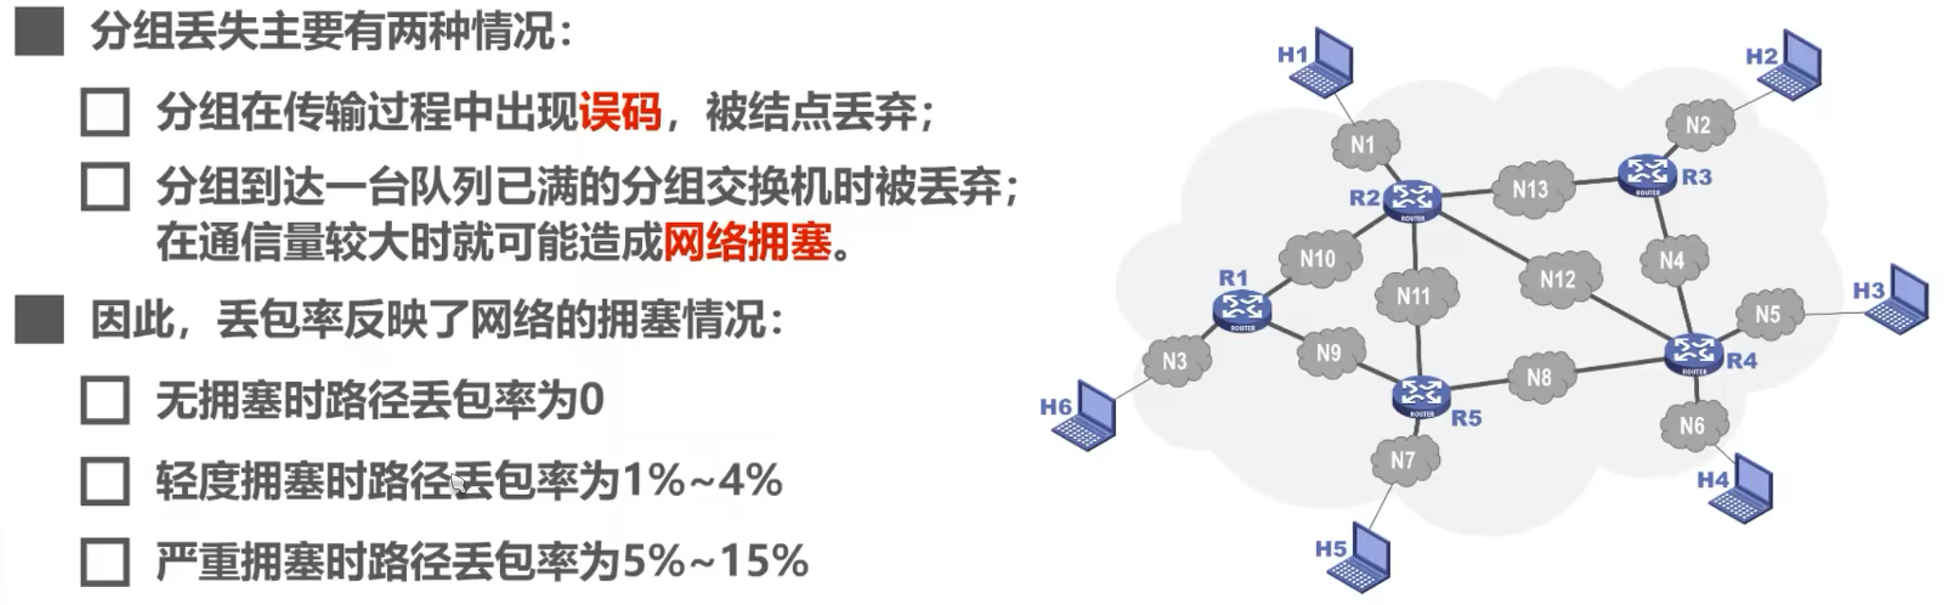 分组丢失主要有两种情况：
分组在传输过程中出现误码，被结点丢弃；
分组到达一台队列已满的分组交换机时被丢弃；
在通信量较大时就可能造成网络拥塞。
因此，丢包率反映了网络的拥塞情况：
无拥塞时路径丢包率为0
轻度拥塞时路径丢包率为1%~4%
严重拥塞时路径丢包率为5%~15%
H1
H2
N1
N2
R2
ROUTER
N13
R3
ROUTER
N10
N4
N12
R1
ROUTER
N11
H3
N5
N3
N9
R4
ROUTER
N8
H6
R5
ROUTER
N6
N7
H4
H5